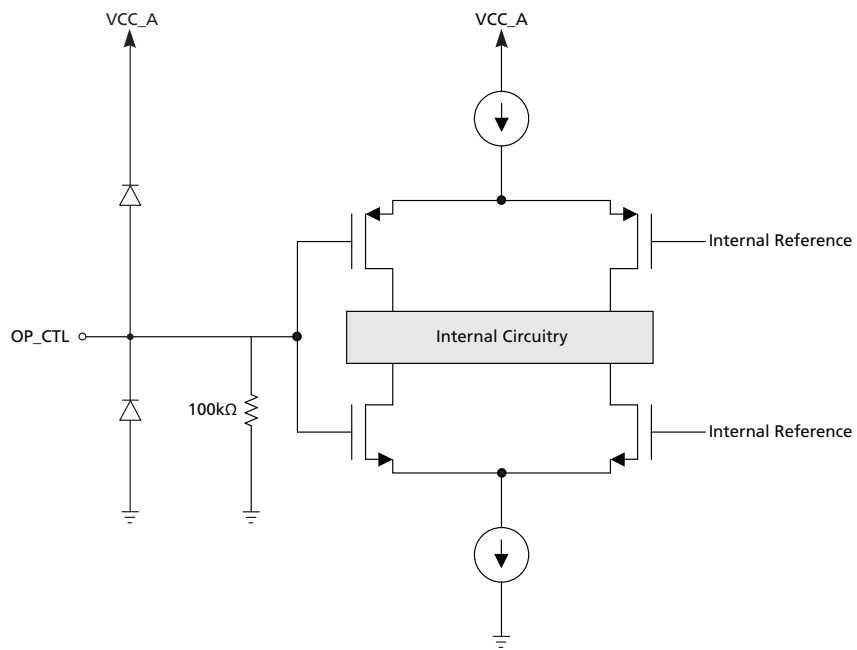 VCC_A
VCC_A
Internal Reference
OP_CTL
Internal Circuitry
100kΩ
Internal Reference